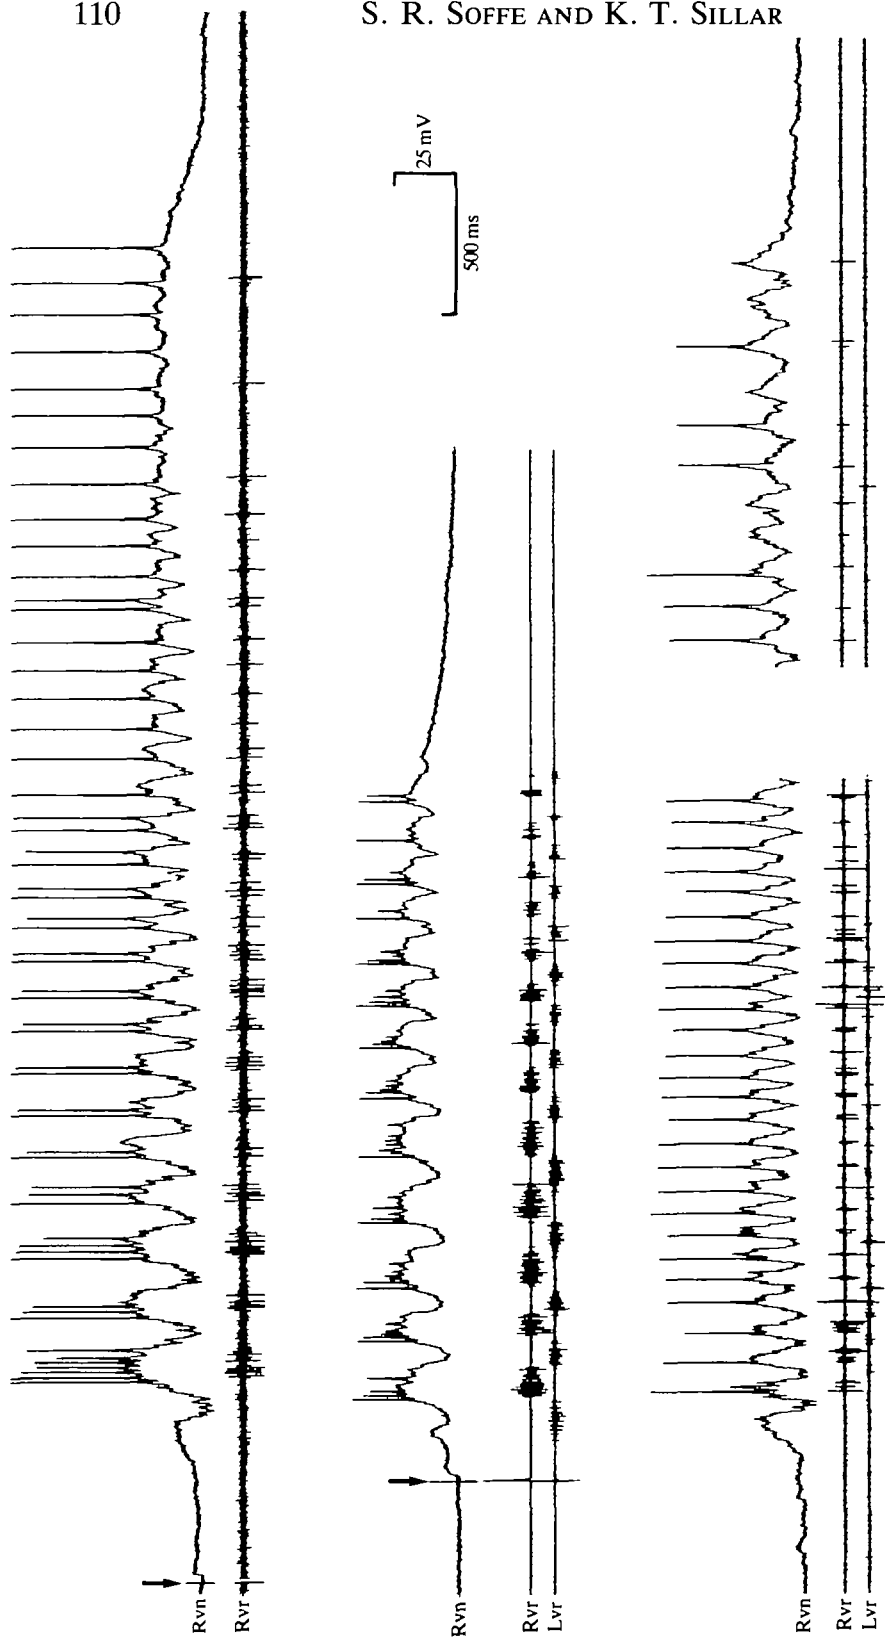 110
S. R. SOFFE AND K. T. SILLAR
25 mV
500 ms
Rvn
Rvr
Rvn
Rvr
Lvr
Rvn
Rvr
Lvr